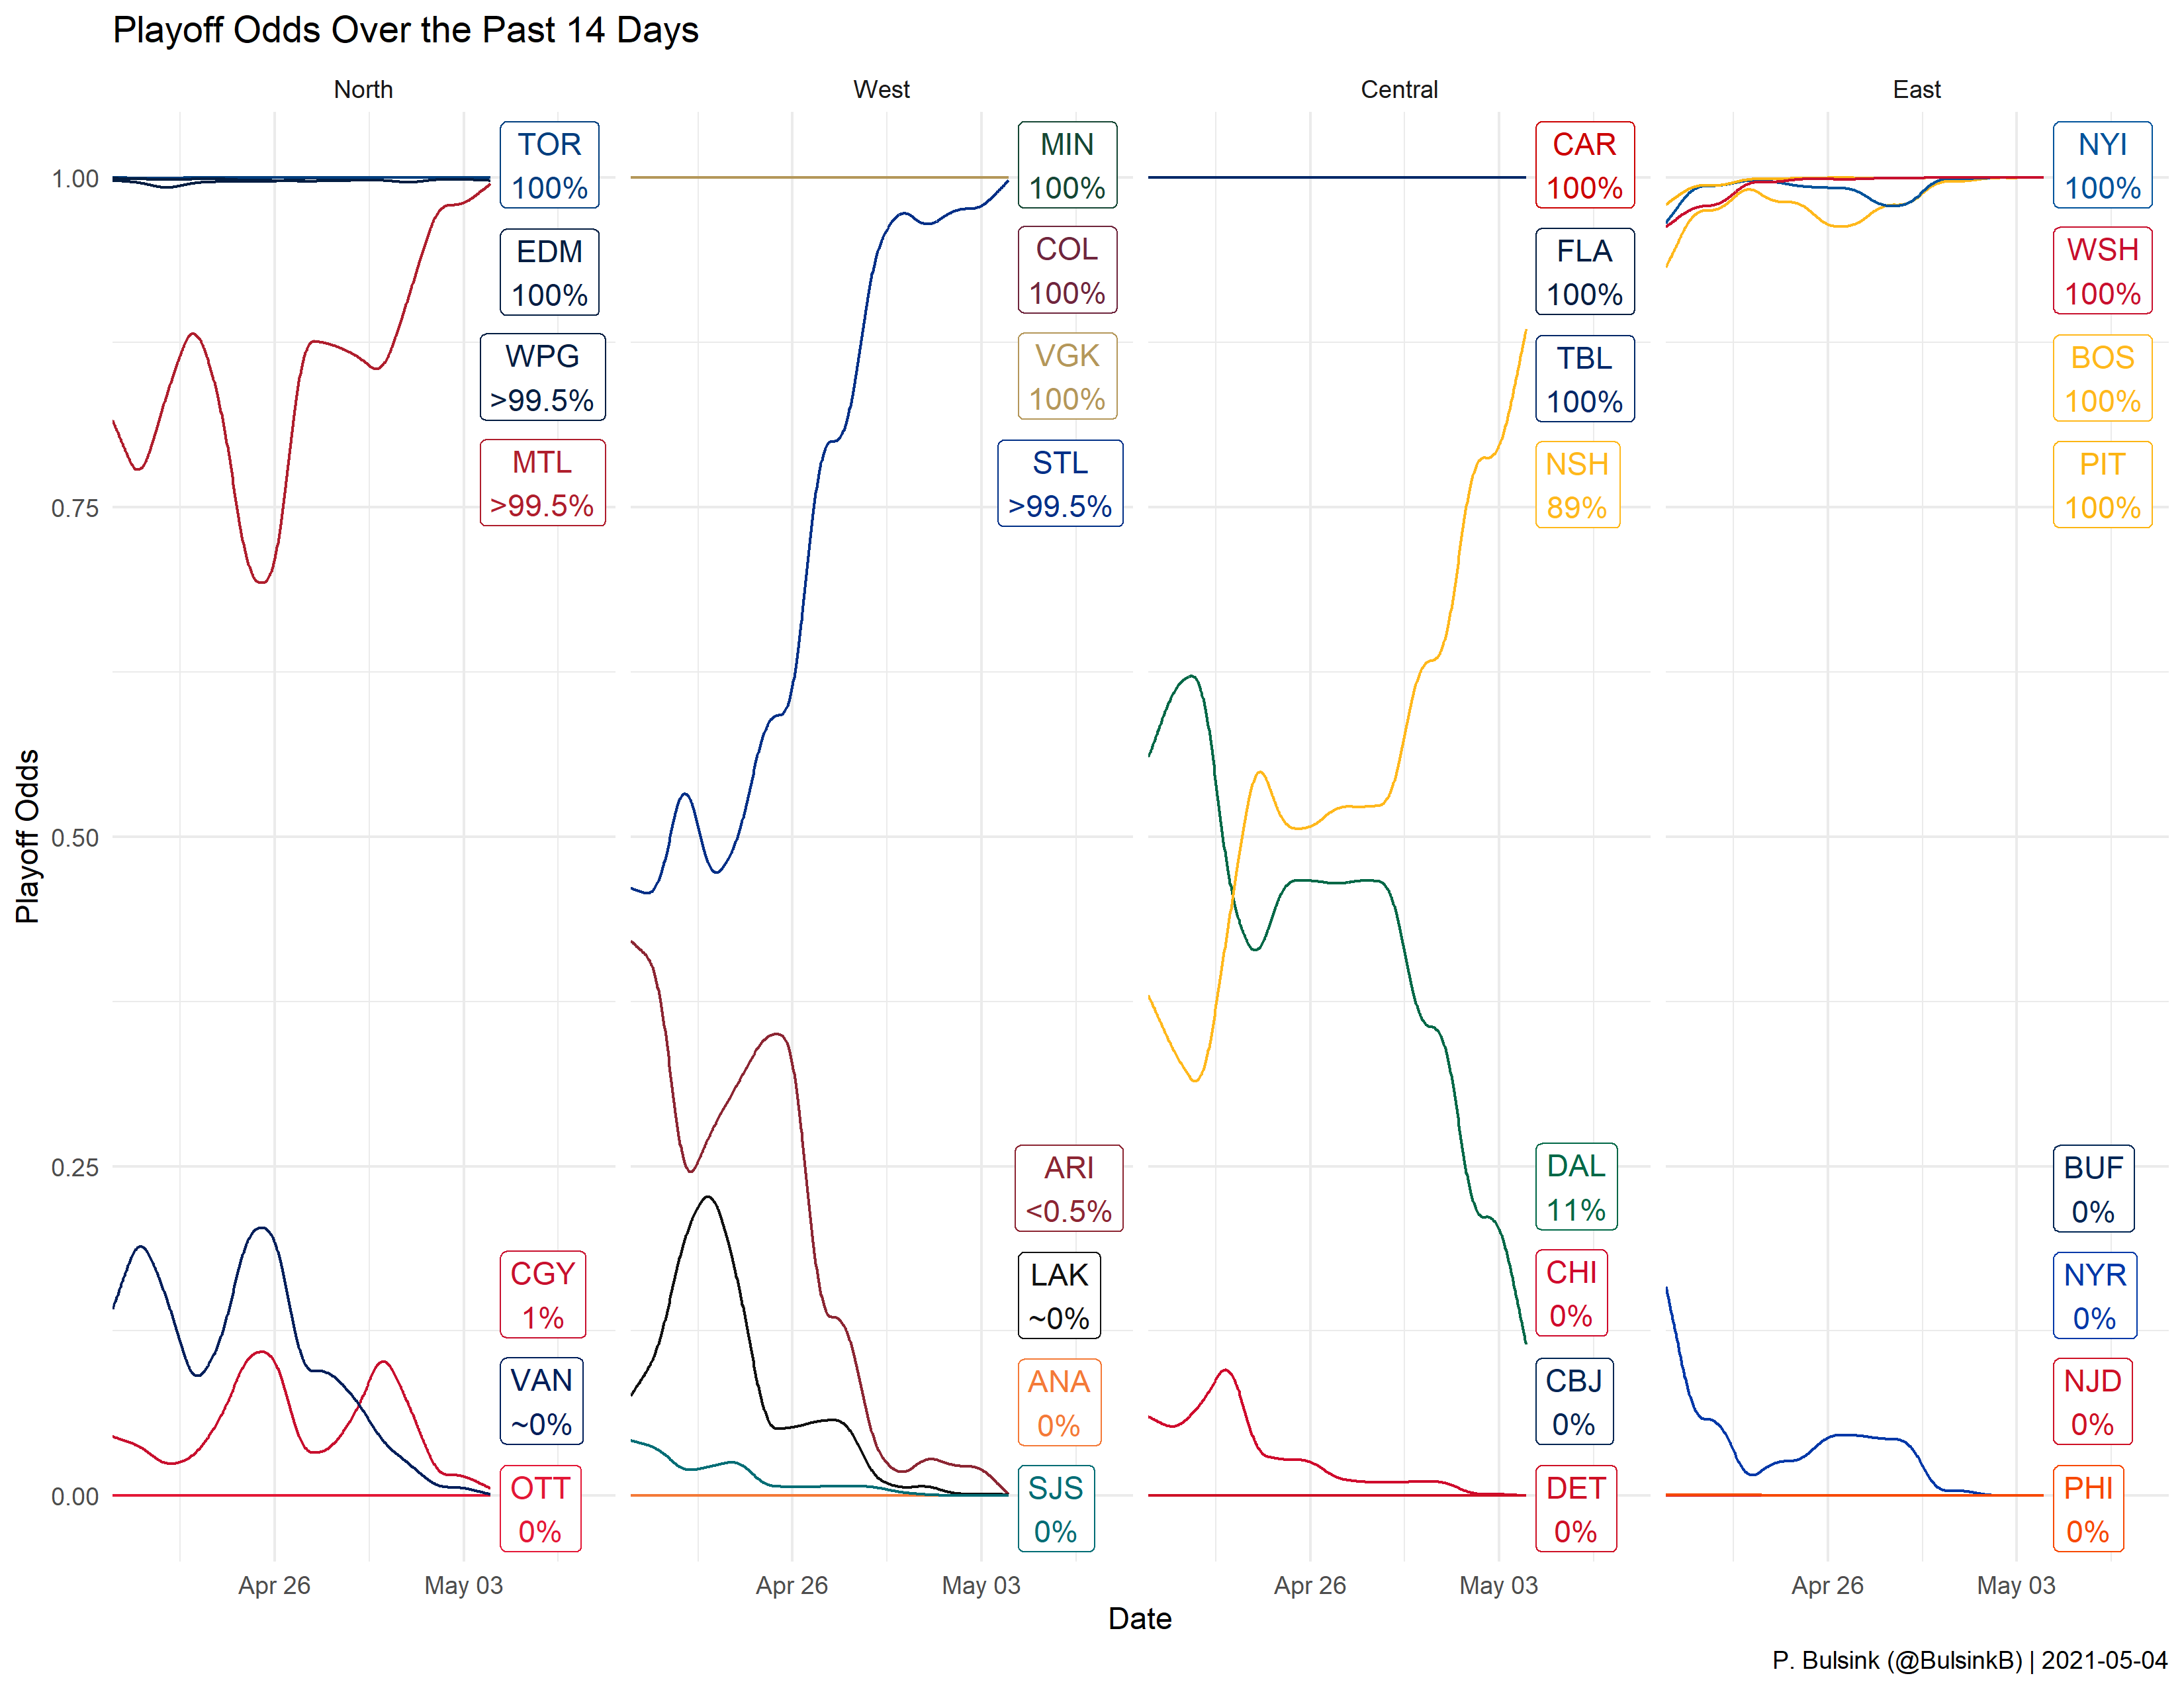 Playoff Odds Over the Past 14 Days
North
West
Central
East
Playoff Odds
1.00
0.75
0.50
0.25
0.00
TOR
100%
EDM
100%
WPG
>99.5%
MTL
>99.5%
CGY
1%
VAN
~0%
OTT
0%
MIN
100%
COL
100%
VGK
100%
STL
>99.5%
ARI
<0.5%
LAK
~0%
ANA
0%
SJS
0%
CAR
100%
FLA
100%
TBL
100%
NSH
89%
DAL
11%
CHI
0%
CBJ
0%
DET
0%
NYI
100%
WSH
100%
BOS
100%
PIT
100%
BUF
0%
NYR
0%
NJD
0%
PHI
0%
Apr 26
May 03
Apr 26
May 03
Apr 26
May 03
Apr 26
May 03
Date
P. Bulsink (@BulsinkB) | 2021-05-04